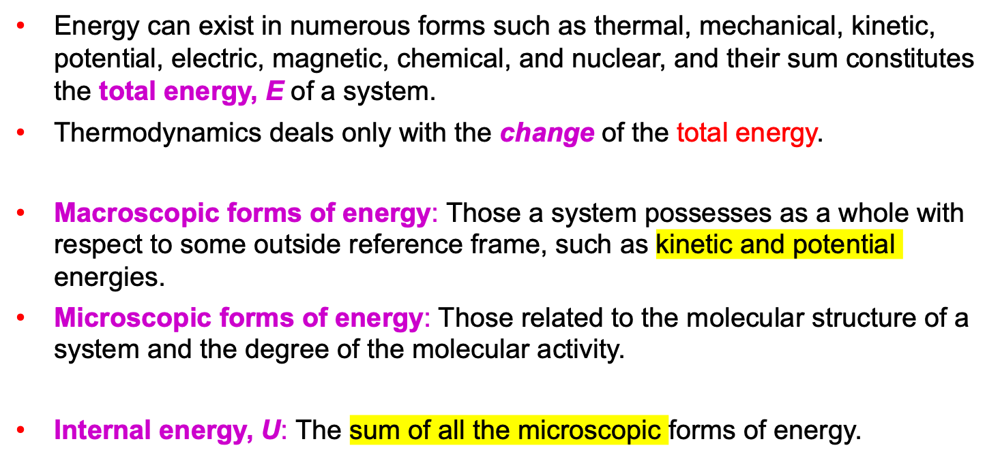 • Energy can exist in numerous forms such as thermal, mechanical, kinetic,
potential, electric, magnetic, chemical, and nuclear, and their sum constitutes
the total energy, E of a system.
• Thermodynamics deals only with the change of the total energy.
• Macroscopic forms of energy: Those a system possesses as a whole with
respect to some outside reference frame, such as kinetic and potential
energies.
• Microscopic forms of energy: Those related to the molecular structure of a
system and the degree of the molecular activity.
• Internal energy, U: The sum of all the microscopic forms of energy.